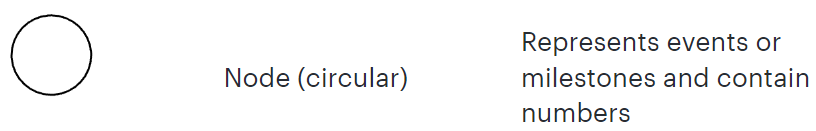 Node (circular)
Represents events or
milestones and contain
numbers